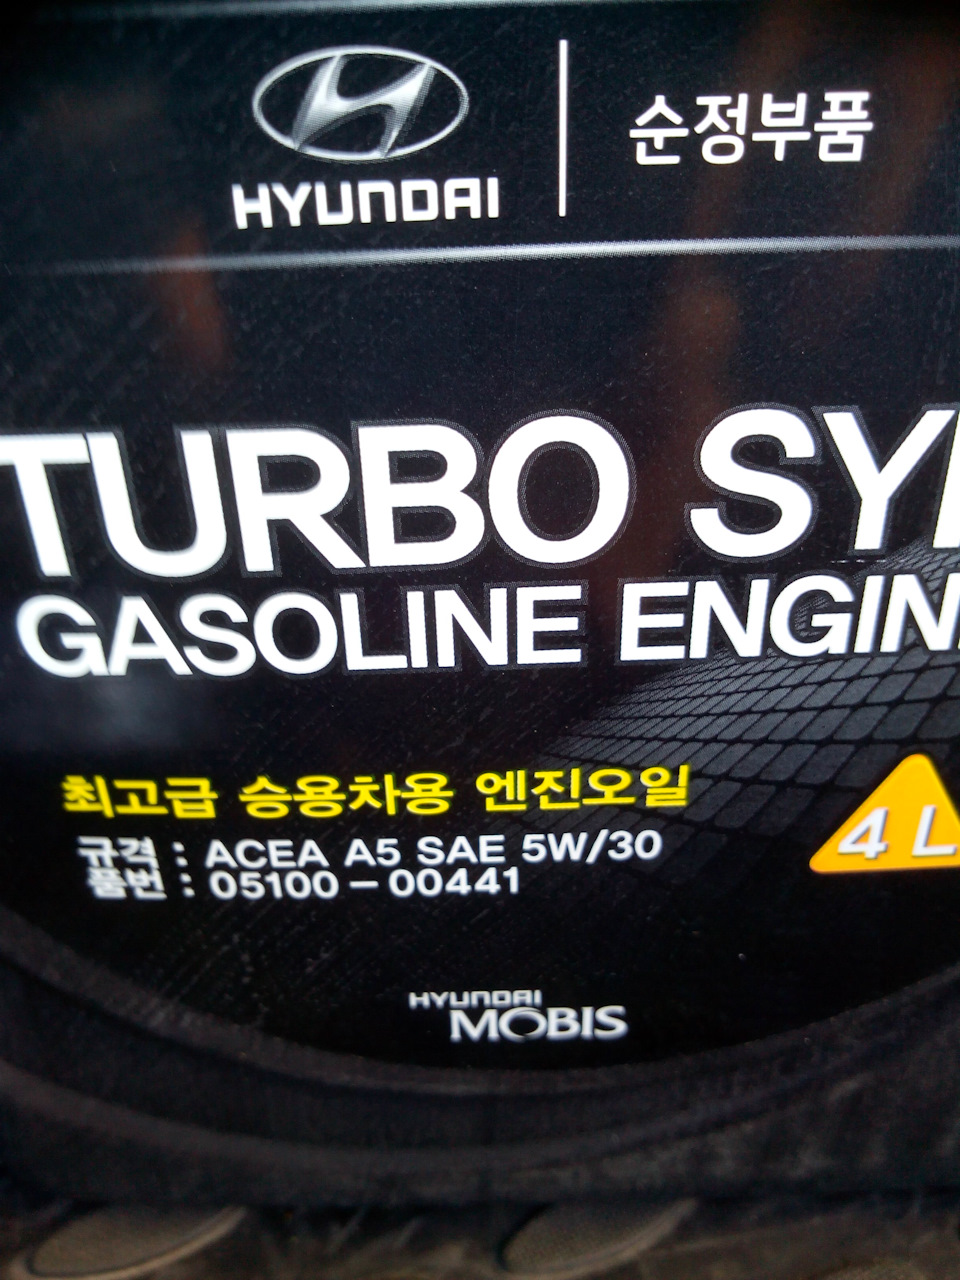 HYUNDAI
순정부품
TURBO SY
GASOLINE ENGIN
최고급 승용차용 엔진오일
규격 : ACEA A5 SAE 5W/30
품번 : 05100-00441
4 L
HYUNDAI
MOBIS